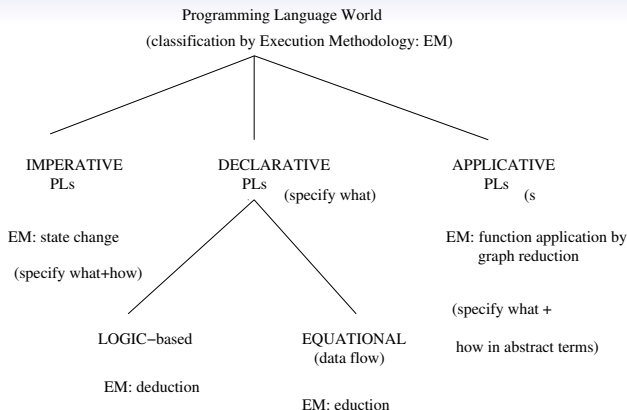 Programming Language World
(classification by Execution Methodology: EM)
IMPERATIVE
PLs
EM: state change
(specify what+how)
DECLARATIVE
PLs
(specify what)
LOGIC−based
EM: deduction
EQUATIONAL
(data flow)
EM: eduction
APPLICATIVE
PLs
(s
EM: function application by
graph reduction
(specify what +
how in abstract terms)